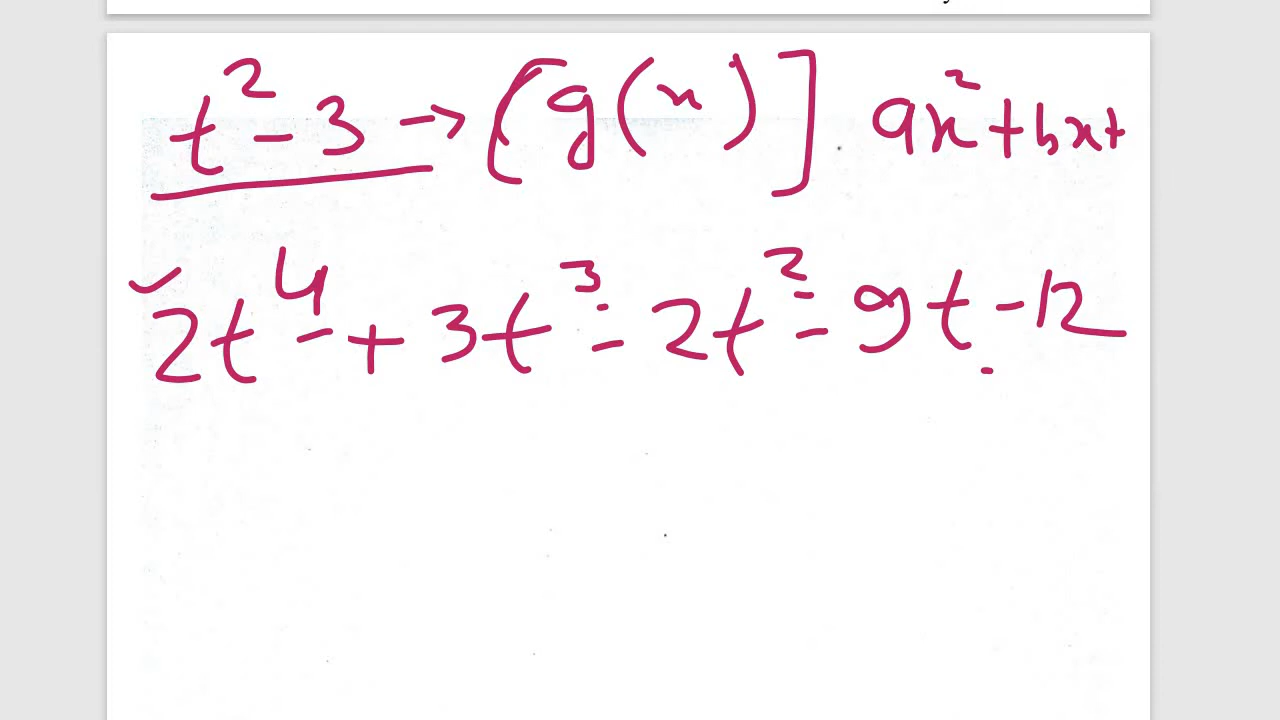 t² - 3 → [g(x)] ax² + bx +
2t⁴ + 3t³ - 2t² - 9t - 12